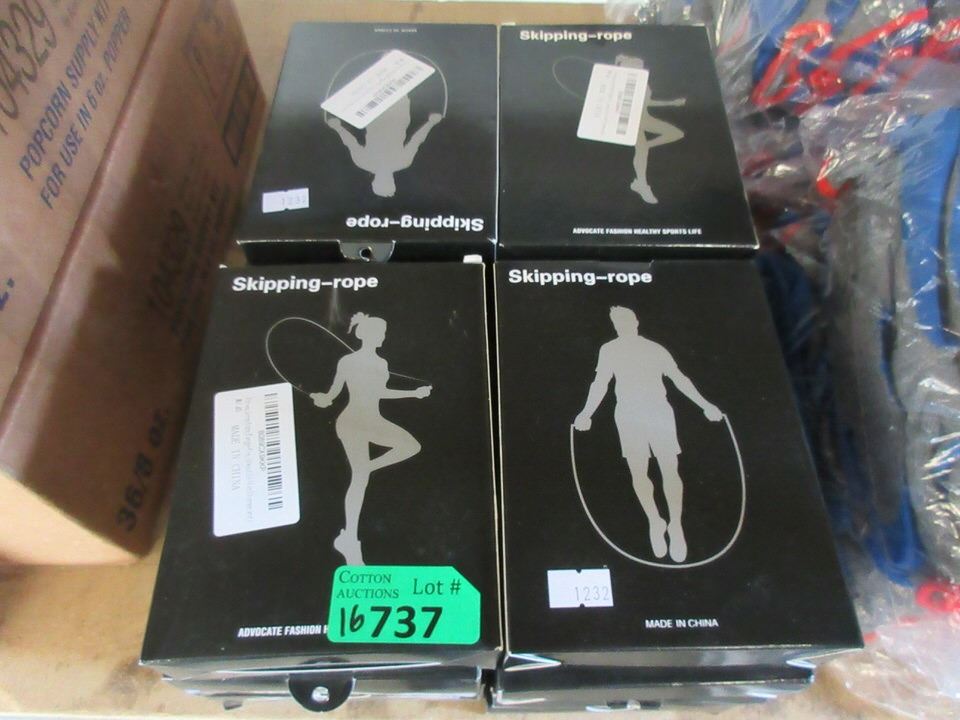 04329
POPCORN SUPPLY KIT
FOR USE IN 6 oz. POPPER
36/8 oz.
1232
Skipping-rope
Skipping-rope
ADVOCATE FASHION HEALTHY SPORTS LIFE
Skipping-rope
MADE IN CHINA
COTTON
AUCTIONS
Lot #
16737
ADVOCATE FASHION H
Skipping-rope
1232
MADE IN CHINA